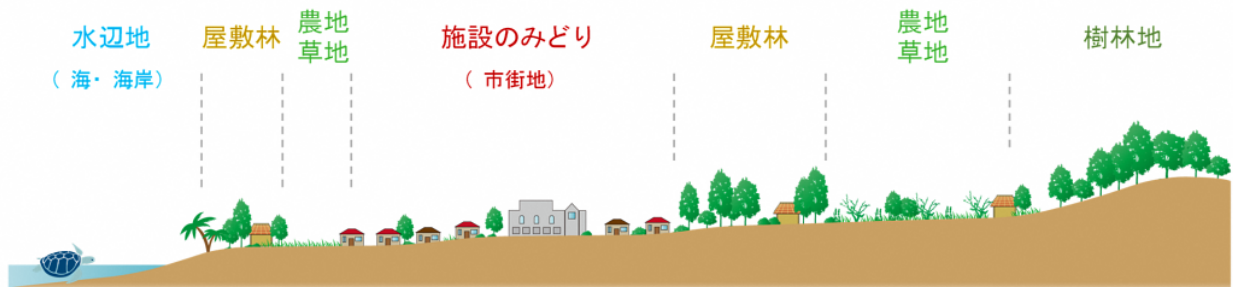 水辺地
（海・海岸）
屋敷林
農地
草地
施設のみどり
（市街地）
屋敷林
農地
草地
樹林地